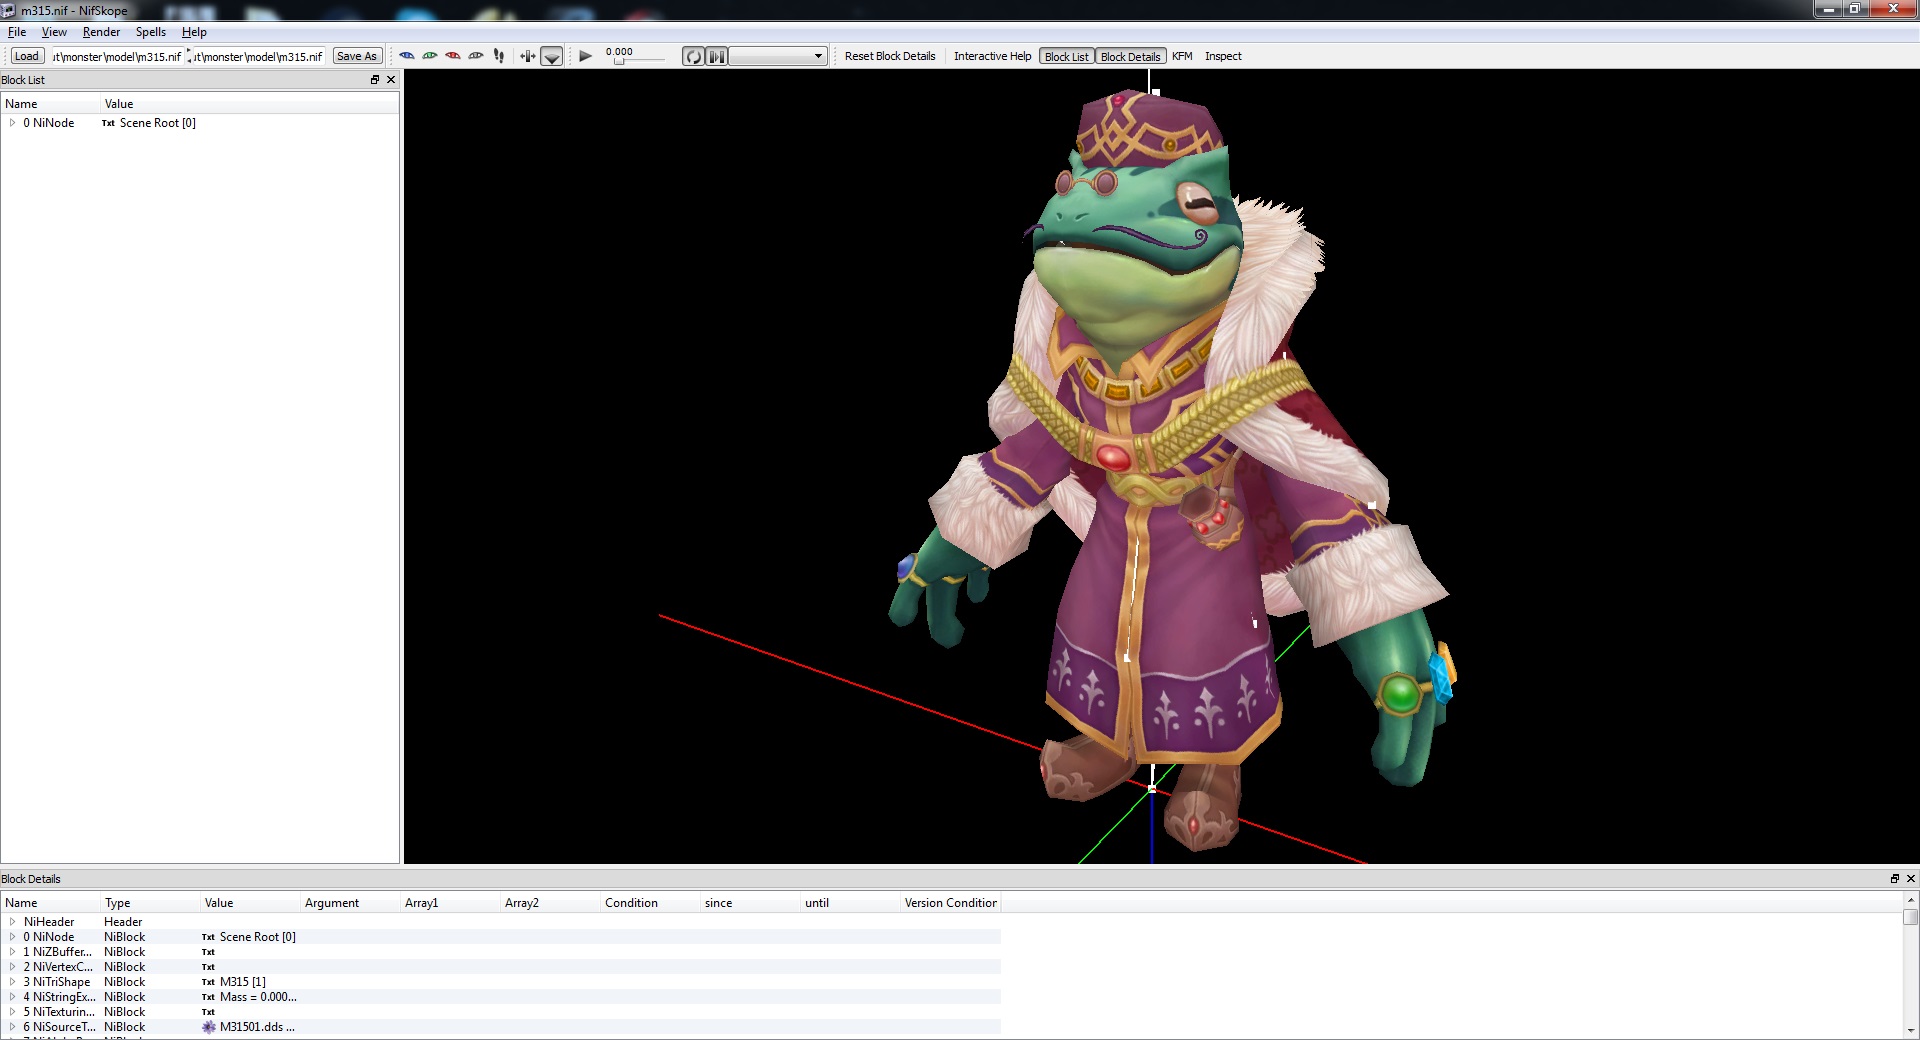 m315.nif - NifSkope
File View Render Spells Help
Load ut\monster\model\m315.nif ut\monster\model\m315.nif Save As 0.000 Reset Block Details Interactive Help Block List Block Details KFM Inspect
Block List
Name Value
0 NiNode Txt Scene Root [0]
Block Details
Name Type Value Argument Array1 Array2 Condition since until Version Condition
NiHeader Header
0 NiNode NiBlock Txt Scene Root [0]
1 NiZBuffer... NiBlock Txt
2 NiVertexC... NiBlock Txt
3 NiTriShape NiBlock Txt M315 [1]
4 NiStringEx... NiBlock Txt Mass = 0.000...
5 NiTexturin... NiBlock Txt
6 NiSourceT... NiBlock M31501.dds ...